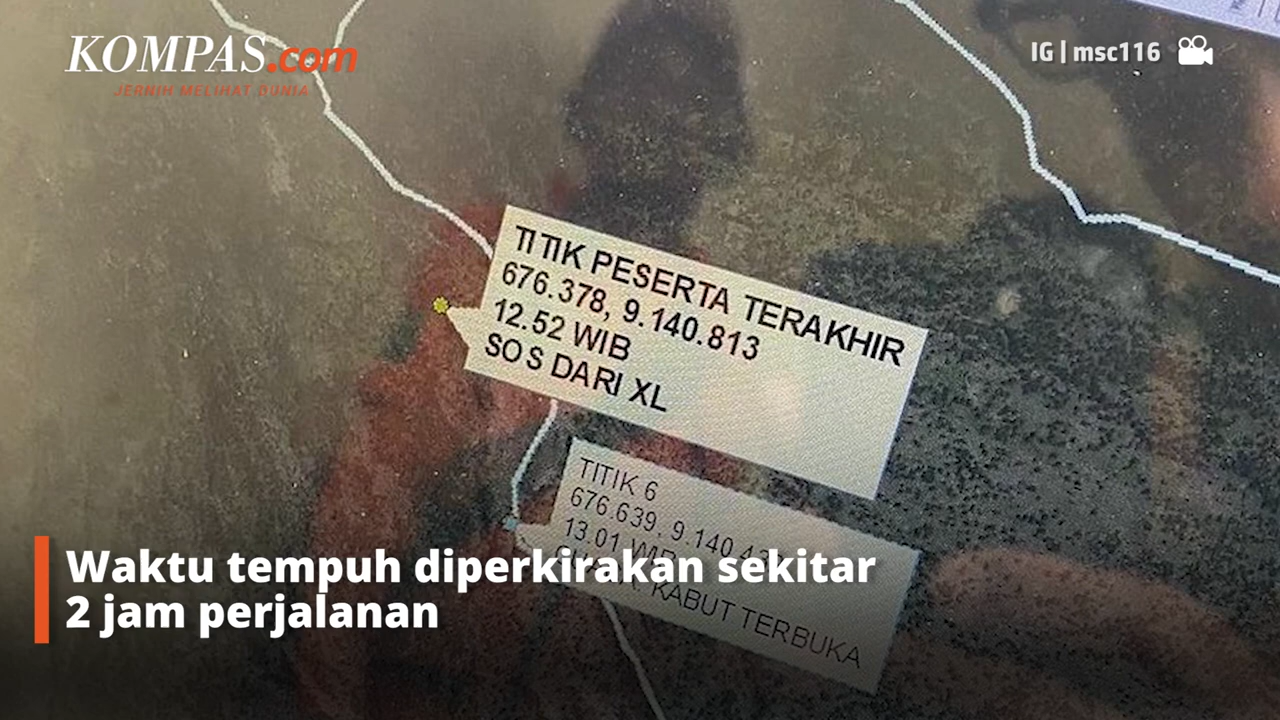 KOMPAS.com
JERNIH MELIHAT DUNIA
IG | msc116
TITIK PESERTA TERAKHIR
676.378, 9.140.813
12.52 WIB
SOS DARI XL
TITIK 6
676.639, 9.140.43
13.01 WIB
KABUT TERBUKA
Waktu tempuh diperkirakan sekitar
2 jam perjalanan